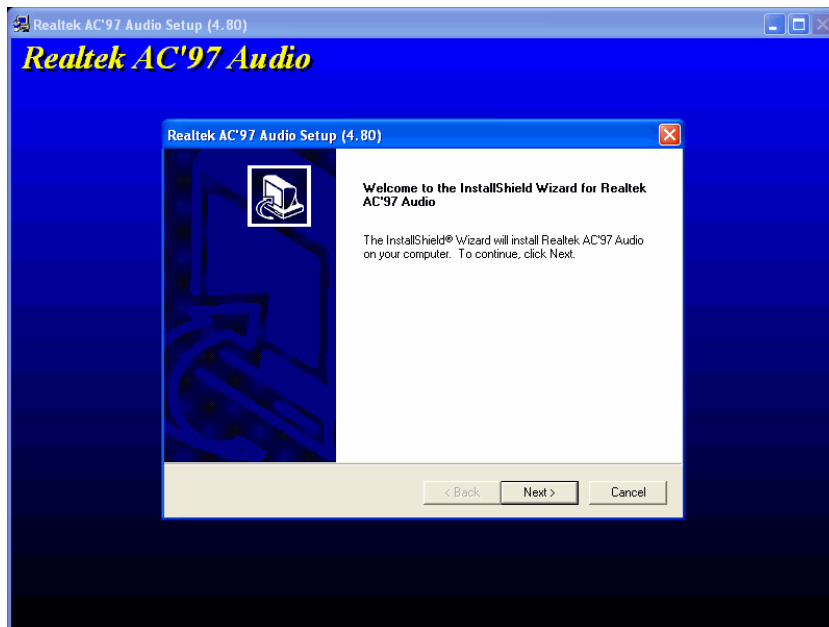 Realtek AC'97 Audio Setup (4.80)
Realtek AC'97 Audio
Realtek AC'97 Audio Setup (4.80)
Welcome to the InstallShield Wizard for Realtek
AC'97 Audio
The InstallShield® Wizard will install Realtek AC'97 Audio
on your computer. To continue, click Next.
< Back
Next >
Cancel